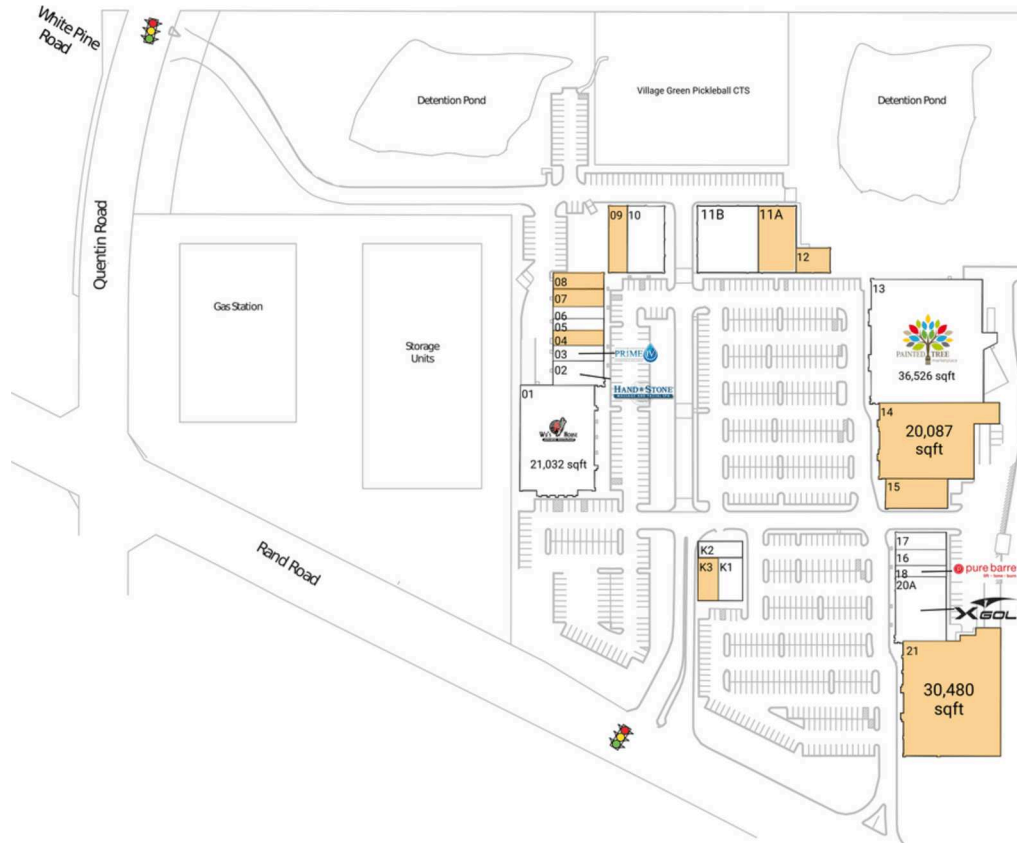 White Pine
Road
Detention Pond
Village Green Pickleball CTS
Detention Pond
Quentin Road
Gas Station
Storage
Units
09
10
11B
11A
12
08
07
06
05
04
03
02
PRIME IV
HAND & STONE
01
21,032 sqft
13
PAINTED TREE
36,526 sqft
14
20,087
sqft
15
Rand Road
K2
K3
K1
17
16
18
20A
pure barre
XGOL
21
30,480
sqft